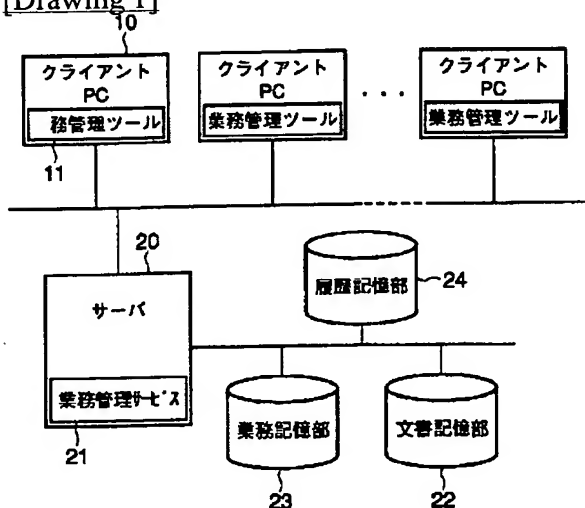 [Drawing 1]
10
クライアント
PC
務管理ツール
11
クライアント
PC
業務管理ツール
・・・
クライアント
PC
業務管理ツール
20
サーバ
業務管理サービス
21
履歴記憶部
24
業務記憶部
23
文書記憶部
22